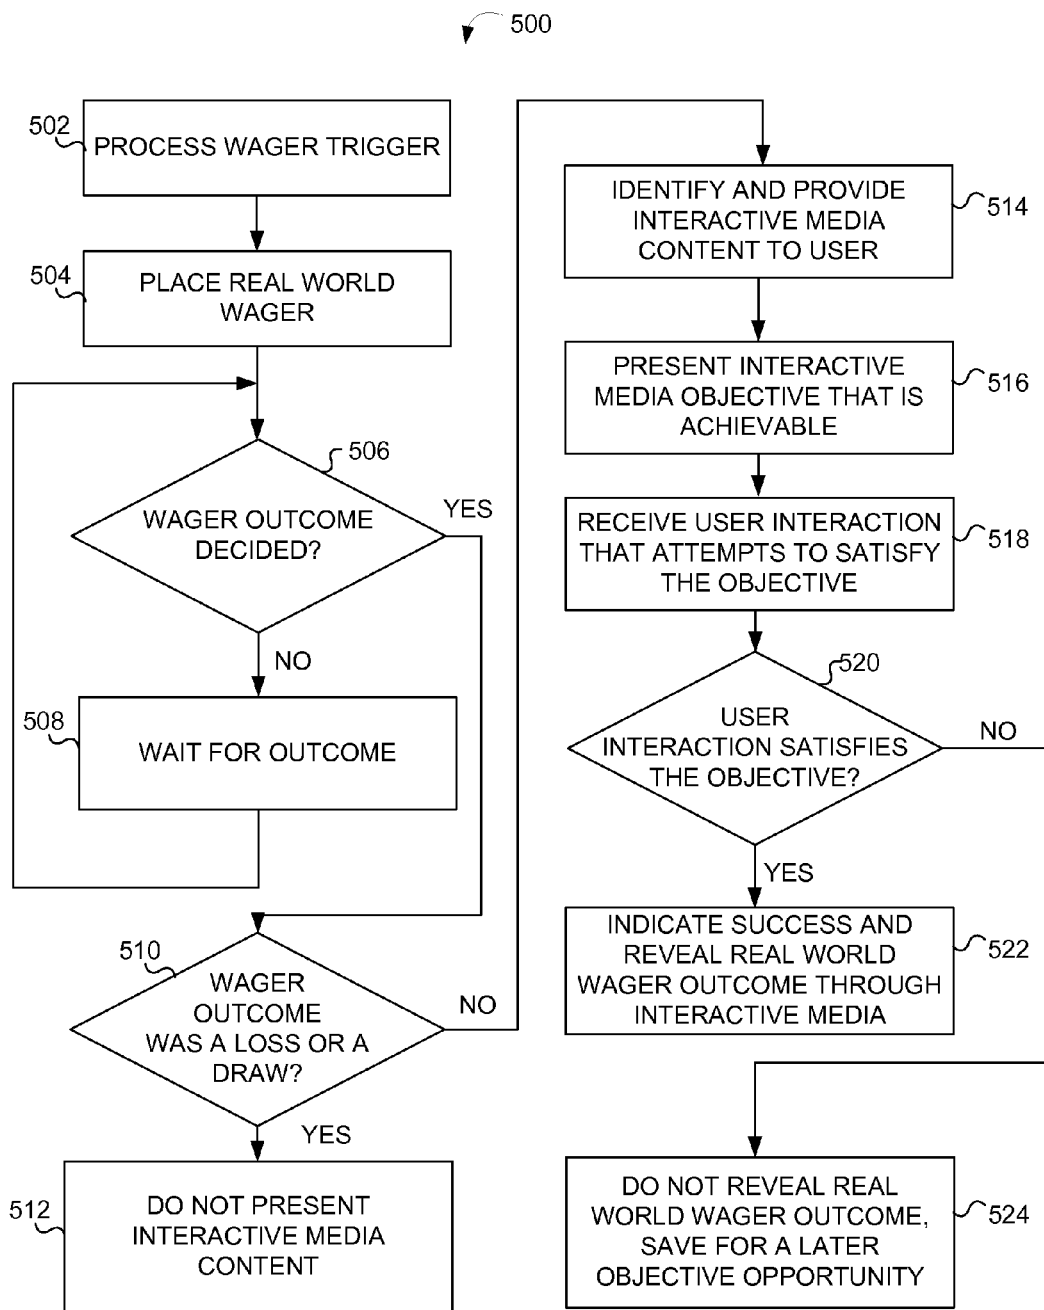 500
502
PROCESS WAGER TRIGGER
504
PLACE REAL WORLD
WAGER
506
WAGER OUTCOME
DECIDED?
YES
NO
508
WAIT FOR OUTCOME
510
WAGER
OUTCOME
WAS A LOSS OR A
DRAW?
NO
YES
512
DO NOT PRESENT
INTERACTIVE MEDIA
CONTENT
IDENTIFY AND PROVIDE
INTERACTIVE MEDIA
CONTENT TO USER
514
PRESENT INTERACTIVE
MEDIA OBJECTIVE THAT IS
ACHIEVABLE
516
RECEIVE USER INTERACTION
THAT ATTEMPTS TO SATISFY
THE OBJECTIVE
518
520
USER
INTERACTION SATISFIES
THE OBJECTIVE?
NO
YES
INDICATE SUCCESS AND
REVEAL REAL WORLD
WAGER OUTCOME THROUGH
INTERACTIVE MEDIA
522
DO NOT REVEAL REAL
WORLD WAGER OUTCOME,
SAVE FOR A LATER
OBJECTIVE OPPORTUNITY
524